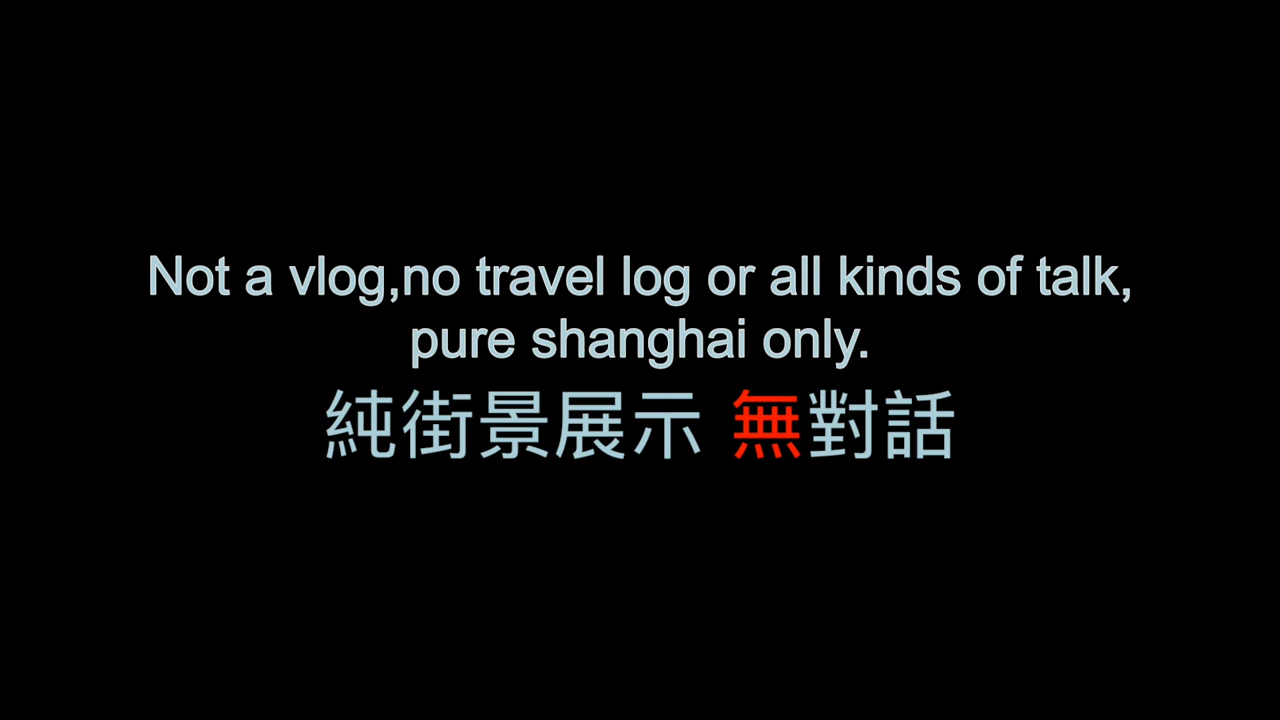 Not a vlog,no travel log or all kinds of talk,
pure shanghai only.
純街景展示 無對話